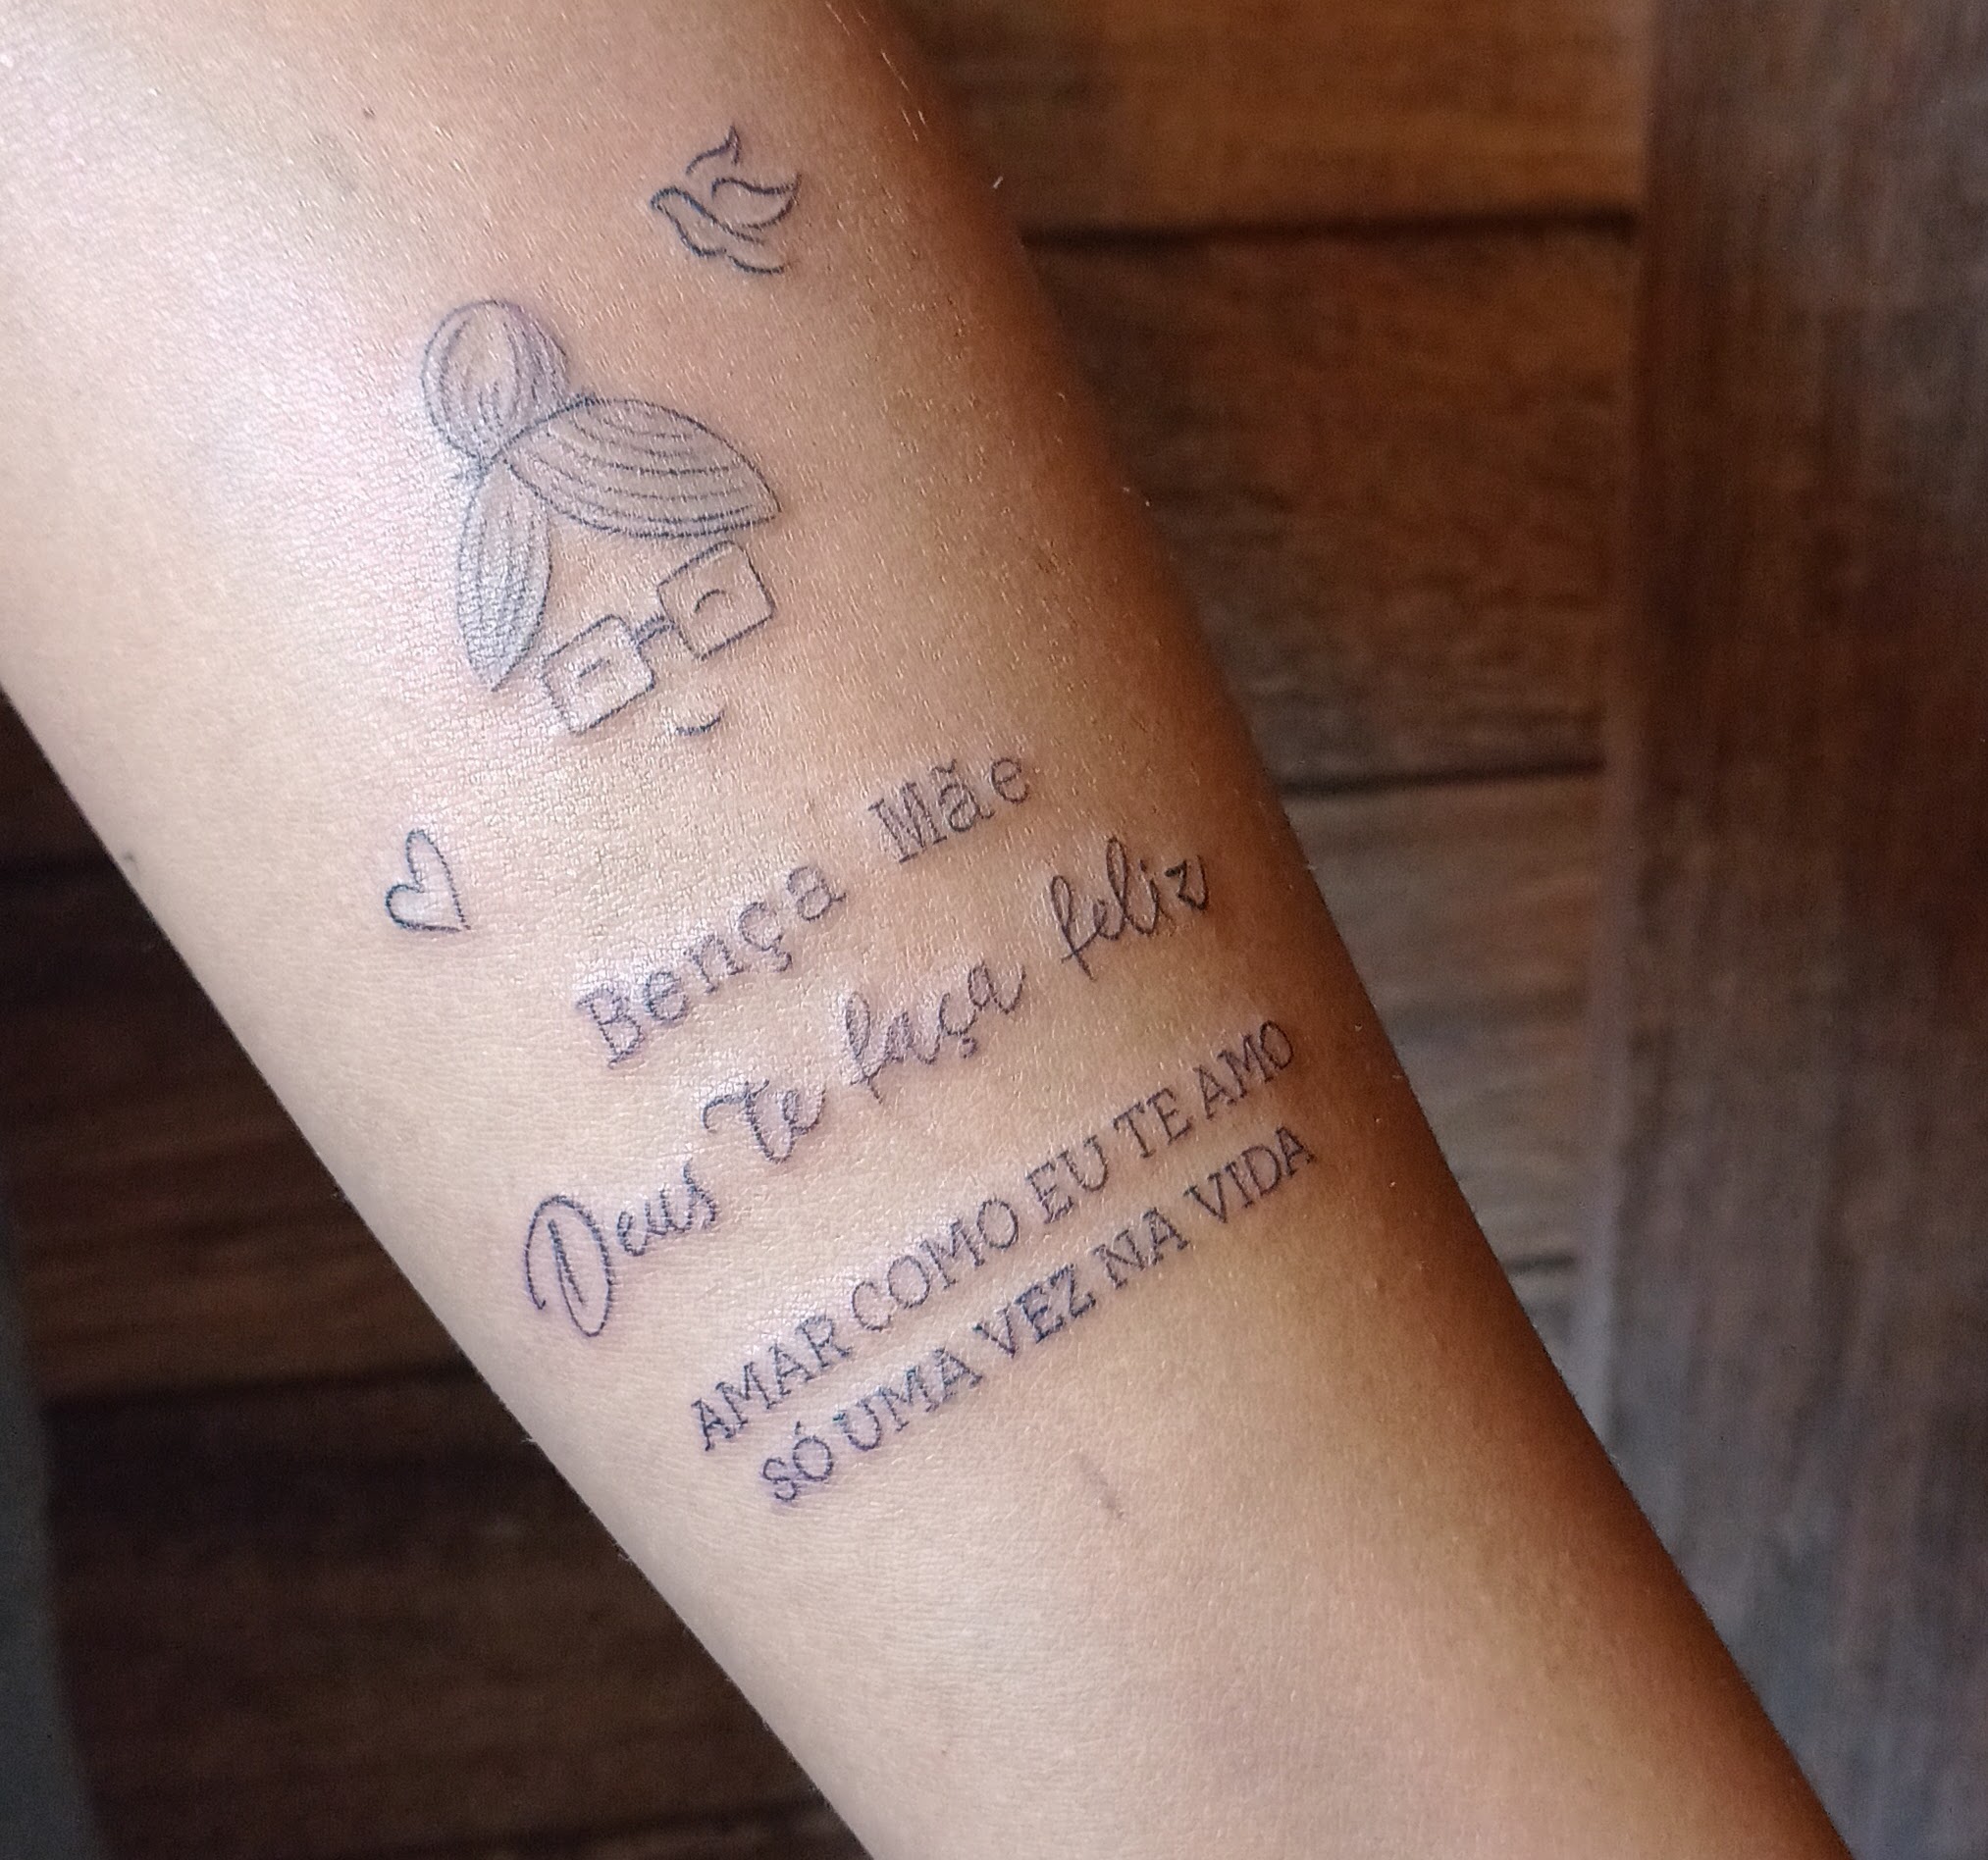 Bença Mãe
Deus te faça feliz
AMAR COMO EU TE AMO
SÓ UMA VEZ NA VIDA